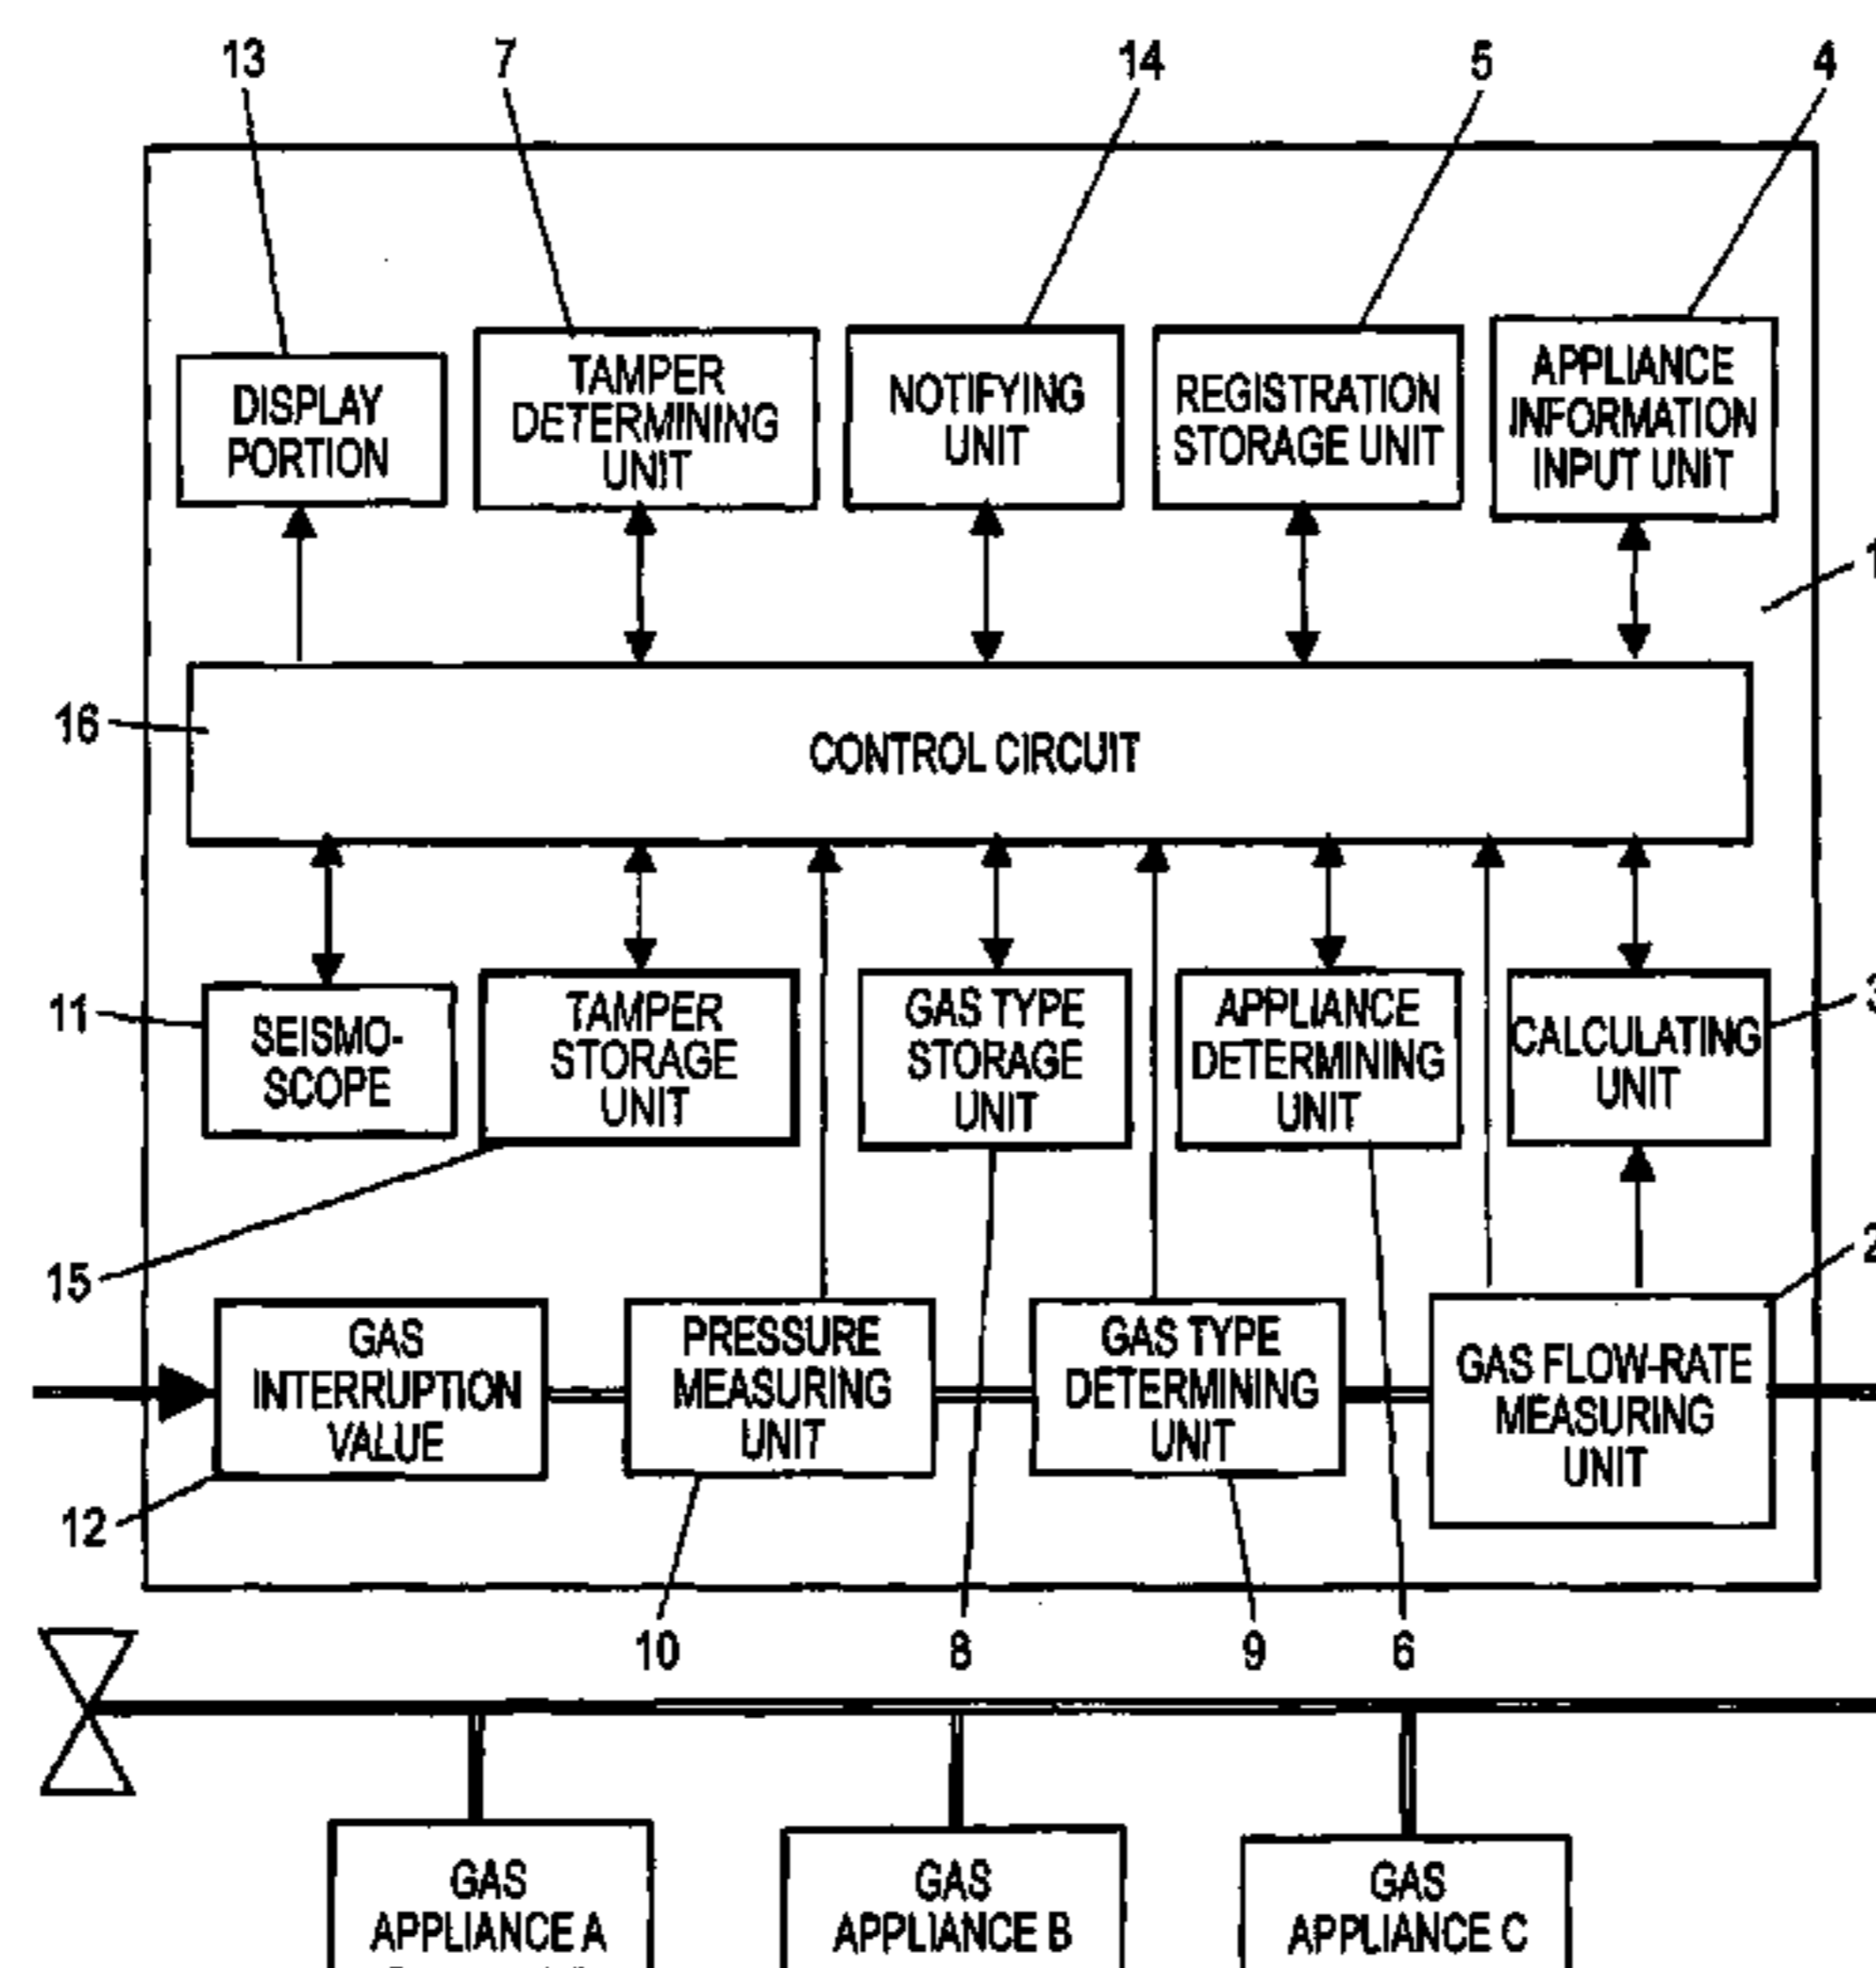 13 7 14 5 4
DISPLAY
PORTION
TAMPER
DETERMINING
UNIT
NOTIFYING
UNIT
REGISTRATION
STORAGE UNIT
APPLIANCE
INFORMATION
INPUT UNIT
1
16
CONTROL CIRCUIT
11
SEISMO-
SCOPE
TAMPER
STORAGE
UNIT
GAS TYPE
STORAGE
UNIT
APPLIANCE
DETERMINING
UNIT
CALCULATING
UNIT
3
15
2
GAS
INTERRUPTION
VALUE
PRESSURE
MEASURING
UNIT
GAS TYPE
DETERMINING
UNIT
GAS FLOW-RATE
MEASURING
UNIT
12
10 8 9 6
GAS
APPLIANCE A
GAS
APPLIANCE B
GAS
APPLIANCE C